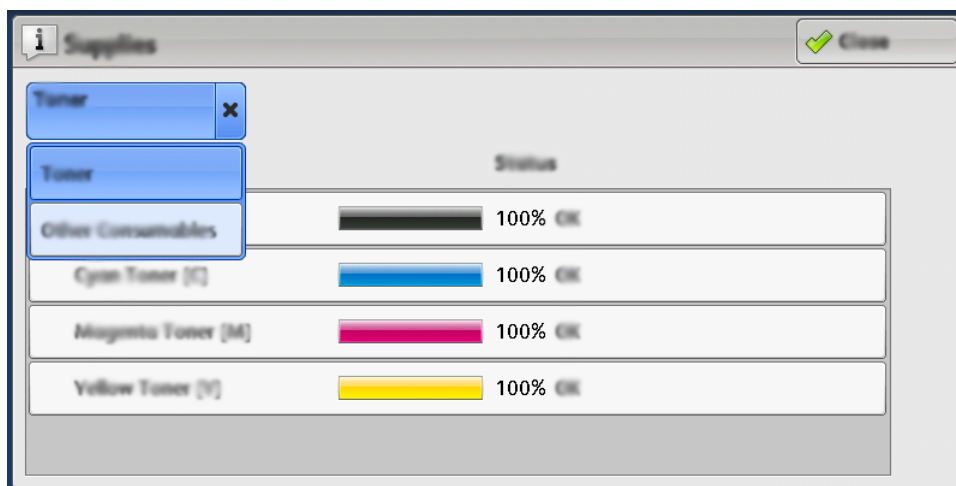 Supplies
Close
Toner
Status
Toner
100% OK
Other Consumables
Cyan Toner [C] 100% OK
Magenta Toner [M] 100% OK
Yellow Toner [Y] 100% OK